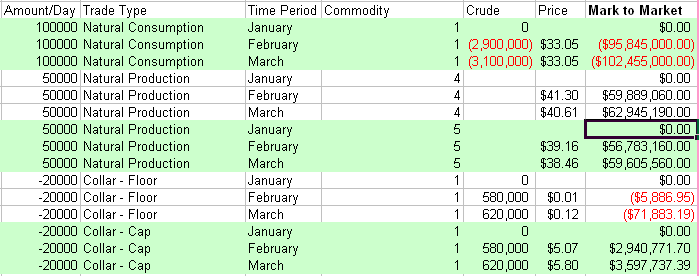 Amount/Day Trade Type Time Period Commodity Crude Price Mark to Market
100000 Natural Consumption January 1 0 $0.00
100000 Natural Consumption February 1 (2,900,000) $33.05 ($95,845,000.00)
100000 Natural Consumption March 1 (3,100,000) $33.05 ($102,455,000.00)
50000 Natural Production January 4 $0.00
50000 Natural Production February 4 $41.30 $59,889,060.00
50000 Natural Production March 4 $40.61 $62,945,190.00
50000 Natural Production January 5 $0.00
50000 Natural Production February 5 $39.16 $56,783,160.00
50000 Natural Production March 5 $38.46 $59,605,560.00
-20000 Collar - Floor January 1 0 $0.00
-20000 Collar - Floor February 1 580,000 $0.01 ($5,886.95)
-20000 Collar - Floor March 1 620,000 $0.12 ($71,883.19)
-20000 Collar - Cap January 1 0 $0.00
-20000 Collar - Cap February 1 580,000 $5.07 $2,940,771.70
-20000 Collar - Cap March 1 620,000 $5.80 $3,597,737.39